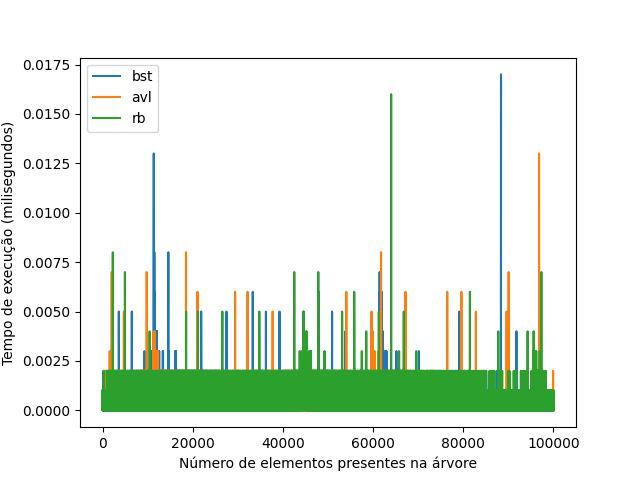 0.0175
0.0150
0.0125
0.0100
0.0075
0.0050
0.0025
0.0000
Tempo de execução (milisegundos)
bst
avl
rb
0
20000
40000
60000
80000
100000
Número de elementos presentes na árvore